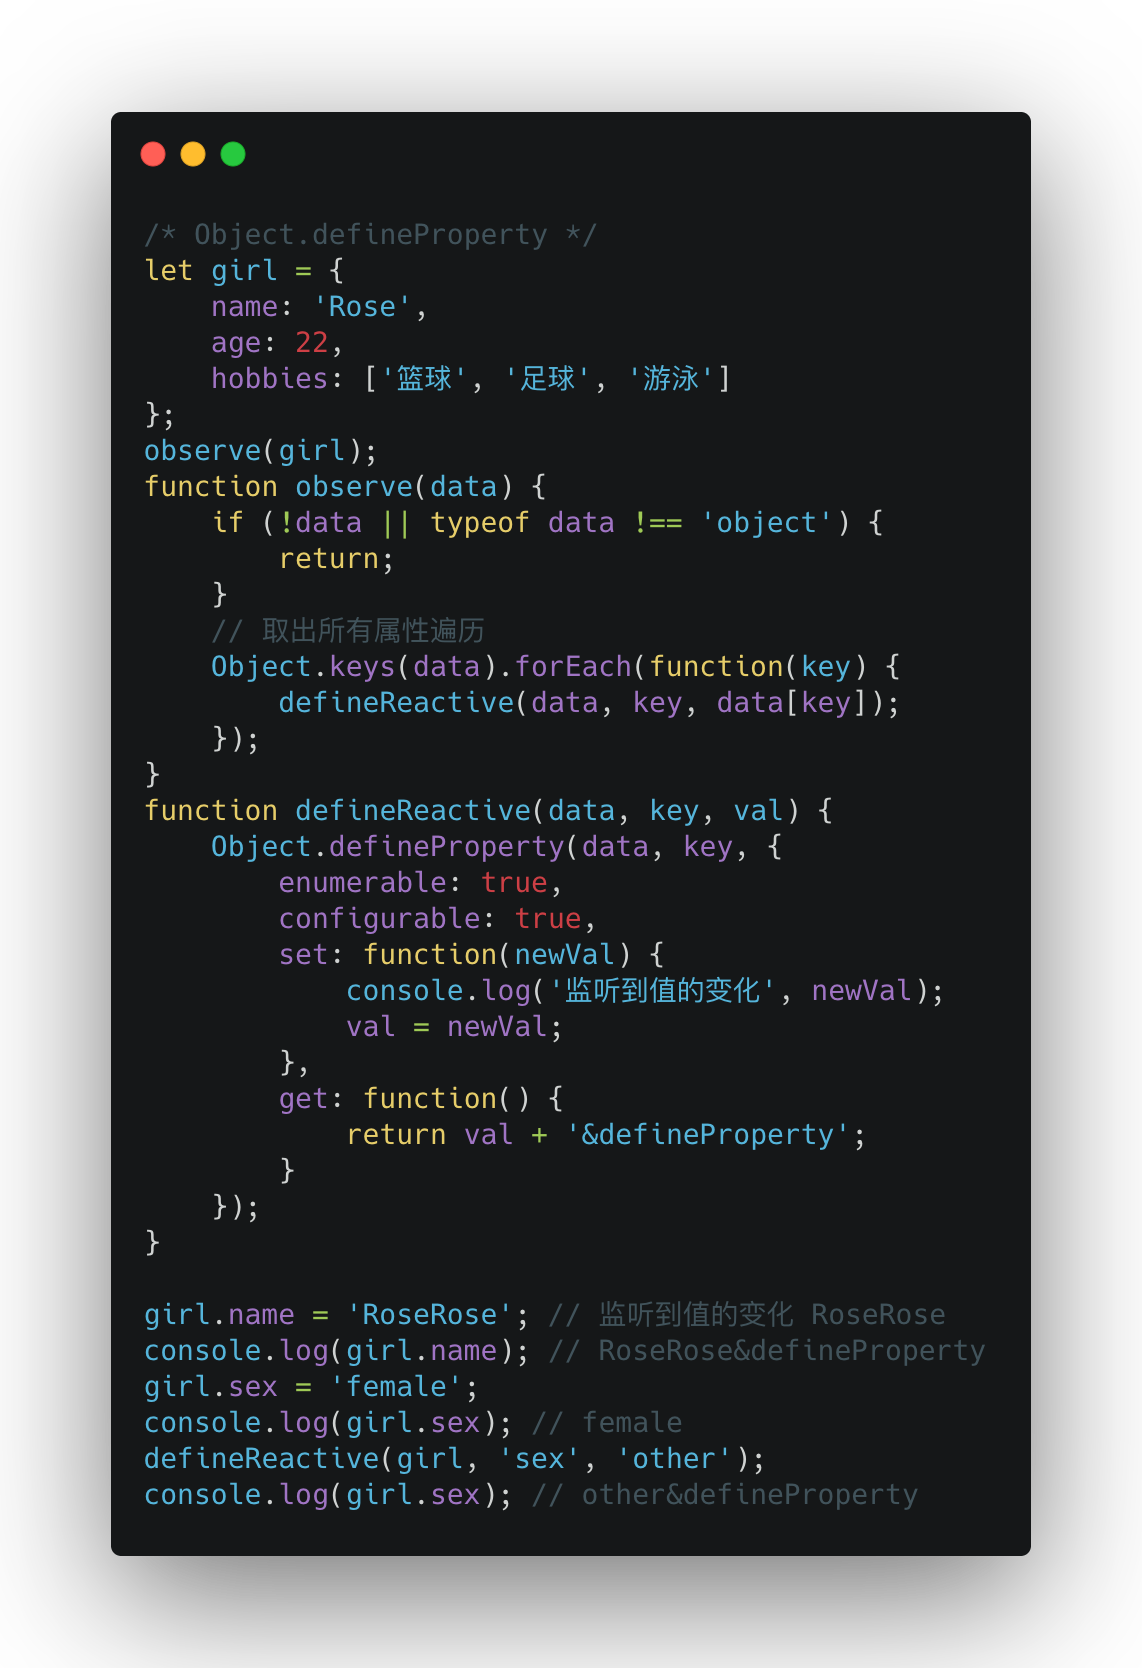 /* Object.defineProperty */
let girl = {
    name: 'Rose',
    age: 22,
    hobbies: ['篮球', '足球', '游泳']
};
observe(girl);
function observe(data) {
    if (!data || typeof data !== 'object') {
        return;
    }
    // 取出所有属性遍历
    Object.keys(data).forEach(function(key) {
        defineReactive(data, key, data[key]);
    });
}
function defineReactive(data, key, val) {
    Object.defineProperty(data, key, {
        enumerable: true,
        configurable: true,
        set: function(newVal) {
            console.log('监听到值的变化', newVal);
            val = newVal;
        },
        get: function() {
            return val + '&defineProperty';
        }
    });
}

girl.name = 'RoseRose'; // 监听到值的变化 RoseRose
console.log(girl.name); // RoseRose&defineProperty
girl.sex = 'female';
console.log(girl.sex); // female
defineReactive(girl, 'sex', 'other');
console.log(girl.sex); // other&defineProperty